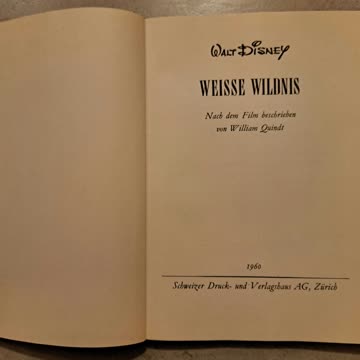 WALT DISNEY
WEISSE WILDNIS
Nach dem Film beschrieben
von William Quindt
1960
Schweizer Druck- und Verlagshaus AG, Zürich